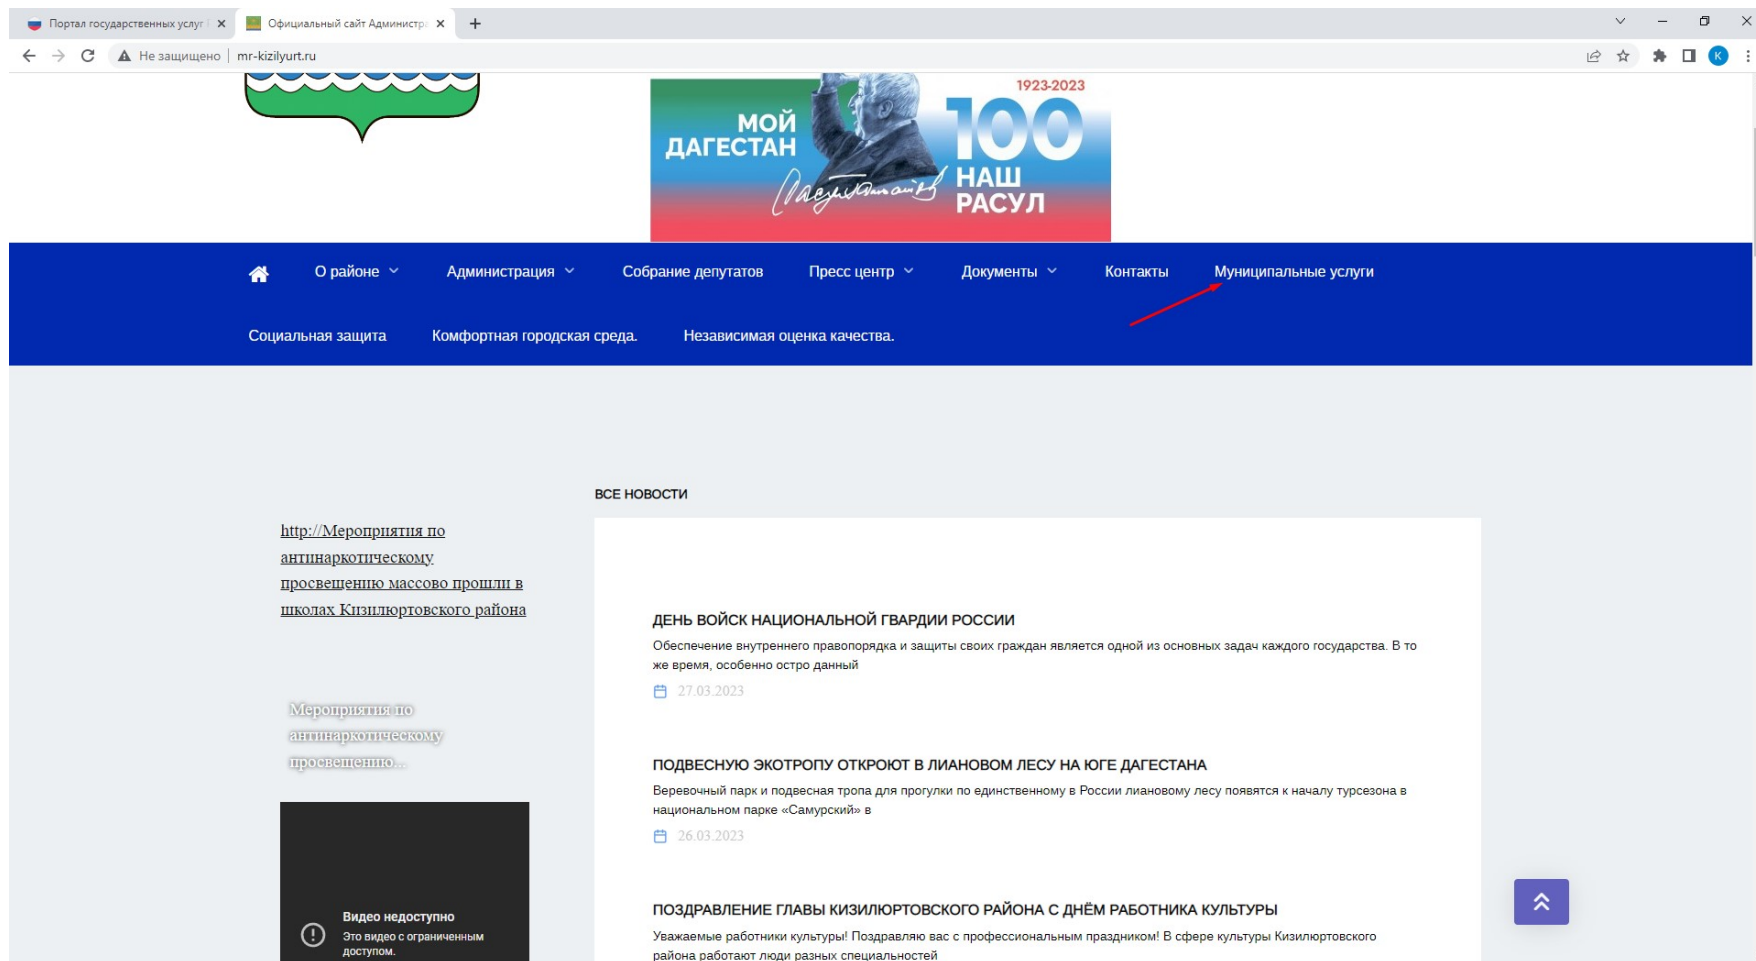 Портал государственных услуг
Официальный сайт Администр
Не защищено | mr-kizilyurt.ru
К
1923-2023
МОЙ
ДАГЕСТАН
100
НАШ
РАСУЛ
О районе
Администрация
Собрание депутатов
Пресс центр
Документы
Контакты
Муниципальные услуги
Социальная защита
Комфортная городская среда.
Независимая оценка качества.
ВСЕ НОВОСТИ
http://Мероприятия по
антинаркотическому
просвещению массово прошли в
школах Кизилюртовского района
Мероприятия по
антинаркотическому
просвещению...
Видео недоступно
Это видео с ограниченным
доступом.
ДЕНЬ ВОЙСК НАЦИОНАЛЬНОЙ ГВАРДИИ РОССИИ
Обеспечение внутреннего правопорядка и защиты своих граждан является одной из основных задач каждого государства. В то
же время, особенно остро данный
27.03.2023
ПОДВЕСНУЮ ЭКОТРОПУ ОТКРОЮТ В ЛИАНОВОМ ЛЕСУ НА ЮГЕ ДАГЕСТАНА
Веревочный парк и подвесная тропа для прогулки по единственному в России лиановому лесу появятся к началу турсезона в
национальном парке «Самурский» в
26.03.2023
ПОЗДРАВЛЕНИЕ ГЛАВЫ КИЗИЛЮРТОВСКОГО РАЙОНА С ДНЁМ РАБОТНИКА КУЛЬТУРЫ
Уважаемые работники культуры! Поздравляю вас с профессиональным праздником! В сфере культуры Кизилюртовского
района работают люди разных специальностей